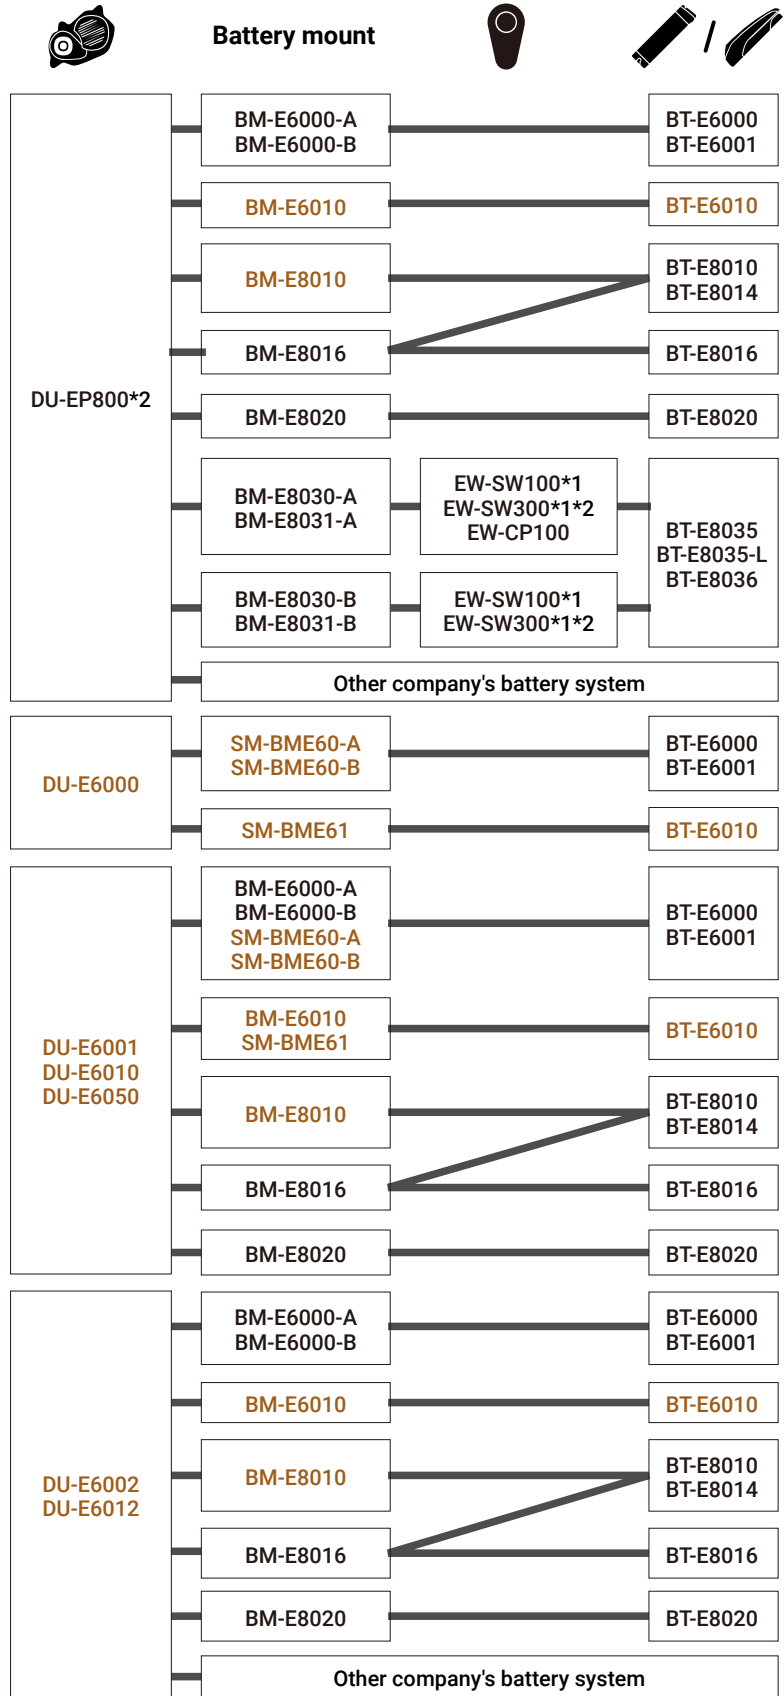 Battery mount
/
DU-EP800*2
BM-E6000-A
BM-E6000-B
BT-E6000
BT-E6001
BM-E6010
BT-E6010
BM-E8010
BT-E8010
BT-E8014
BM-E8016
BT-E8016
BM-E8020
BT-E8020
BM-E8030-A
BM-E8031-A
EW-SW100*1
EW-SW300*1*2
EW-CP100
BT-E8035
BT-E8035-L
BT-E8036
BM-E8030-B
BM-E8031-B
EW-SW100*1
EW-SW300*1*2
Other company's battery system
DU-E6000
SM-BME60-A
SM-BME60-B
BT-E6000
BT-E6001
SM-BME61
BT-E6010
DU-E6001
DU-E6010
DU-E6050
BM-E6000-A
BM-E6000-B
SM-BME60-A
SM-BME60-B
BT-E6000
BT-E6001
BM-E6010
SM-BME61
BT-E6010
BM-E8010
BT-E8010
BT-E8014
BM-E8016
BT-E8016
BM-E8020
BT-E8020
DU-E6002
DU-E6012
BM-E6000-A
BM-E6000-B
BT-E6000
BT-E6001
BM-E6010
BT-E6010
BM-E8010
BT-E8010
BT-E8014
BM-E8016
BT-E8016
BM-E8020
BT-E8020
Other company's battery system